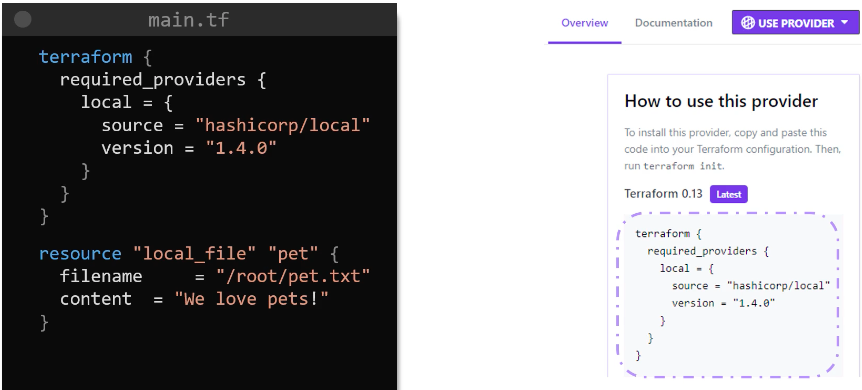 main.tf
terraform {
  required_providers {
    local = {
      source = "hashicorp/local"
      version = "1.4.0"
    }
  }
}
resource "local_file" "pet" {
  filename     = "/root/pet.txt"
  content  = "We love pets!"
}
Overview Documentation USE PROVIDER
How to use this provider
To install this provider, copy and paste this
code into your Terraform configuration. Then,
run terraform init.
Terraform 0.13 Latest
terraform {
  required_providers {
    local = {
      source = "hashicorp/local"
      version = "1.4.0"
    }
  }
}